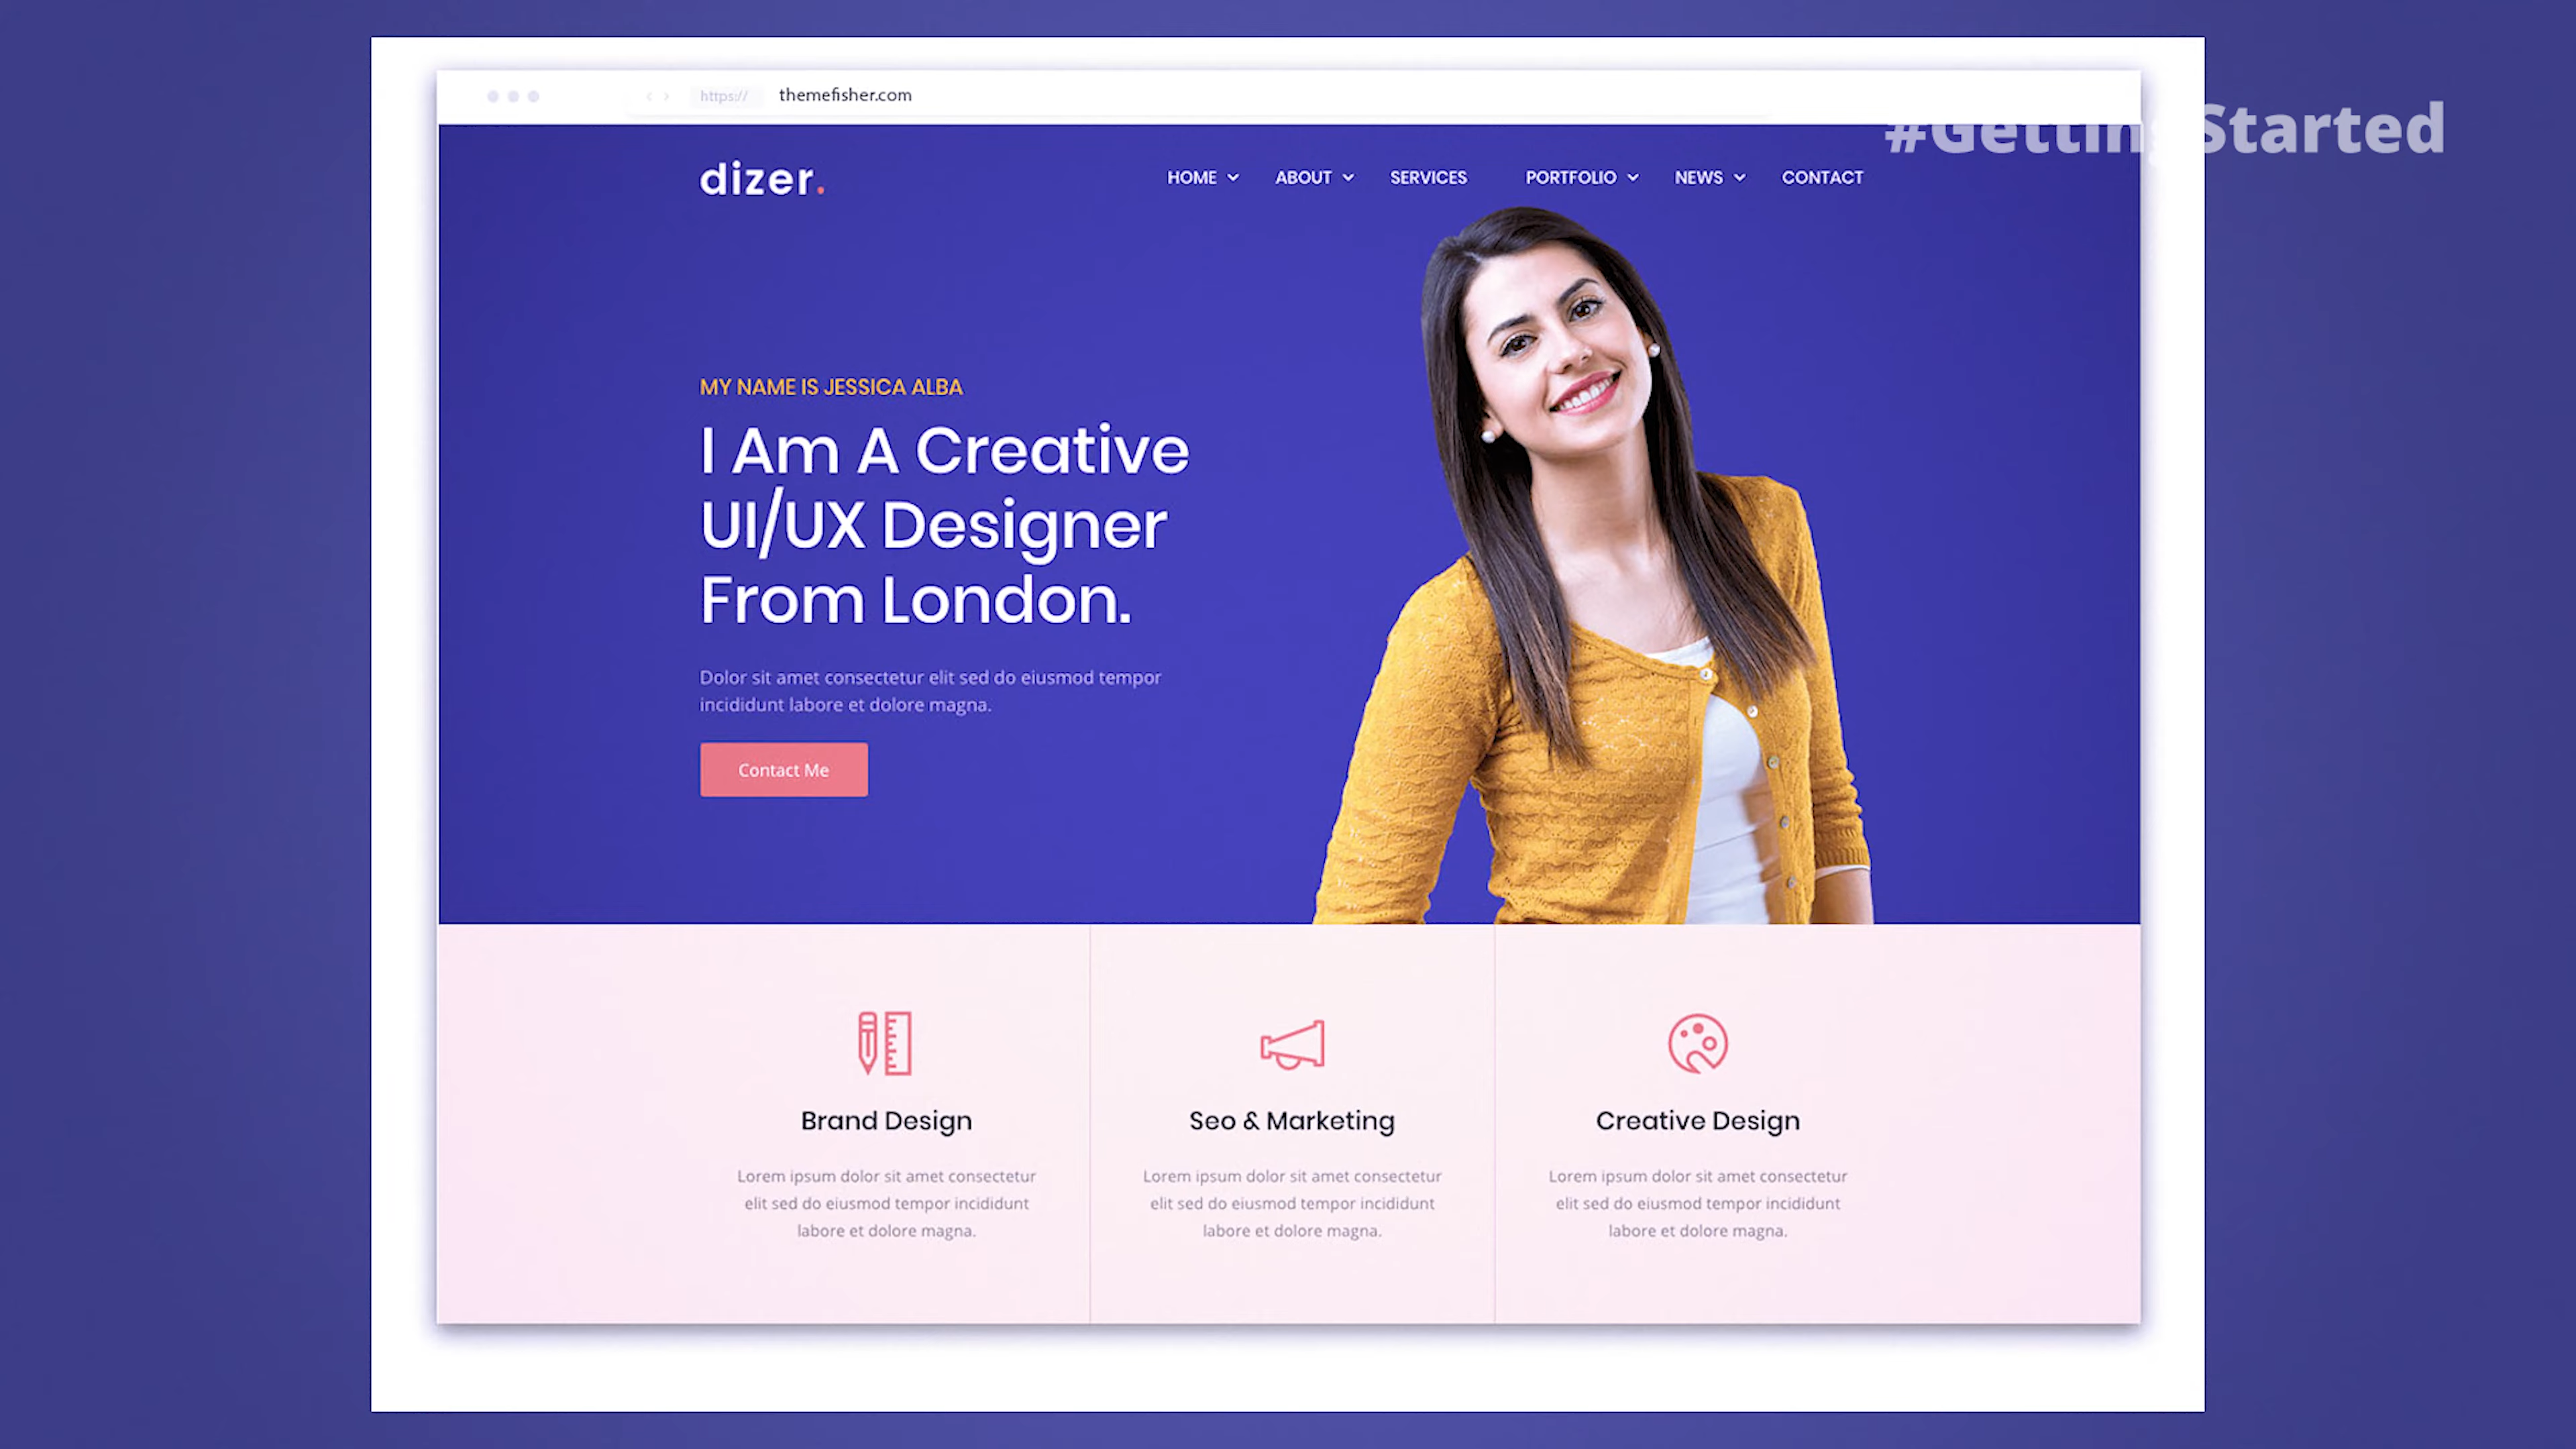 https:// themefisher.com
#GettingStarted
dizer.
HOME ABOUT SERVICES PORTFOLIO NEWS CONTACT
MY NAME IS JESSICA ALBA
I Am A Creative
UI/UX Designer
From London.
Dolor sit amet consectetur elit sed do eiusmod tempor
incididunt labore et dolore magna.
Contact Me
Brand Design
Lorem ipsum dolor sit amet consectetur
elit sed do eiusmod tempor incididunt
labore et dolore magna.
Seo & Marketing
Lorem ipsum dolor sit amet consectetur
elit sed do eiusmod tempor incididunt
labore et dolore magna.
Creative Design
Lorem ipsum dolor sit amet consectetur
elit sed do eiusmod tempor incididunt
labore et dolore magna.